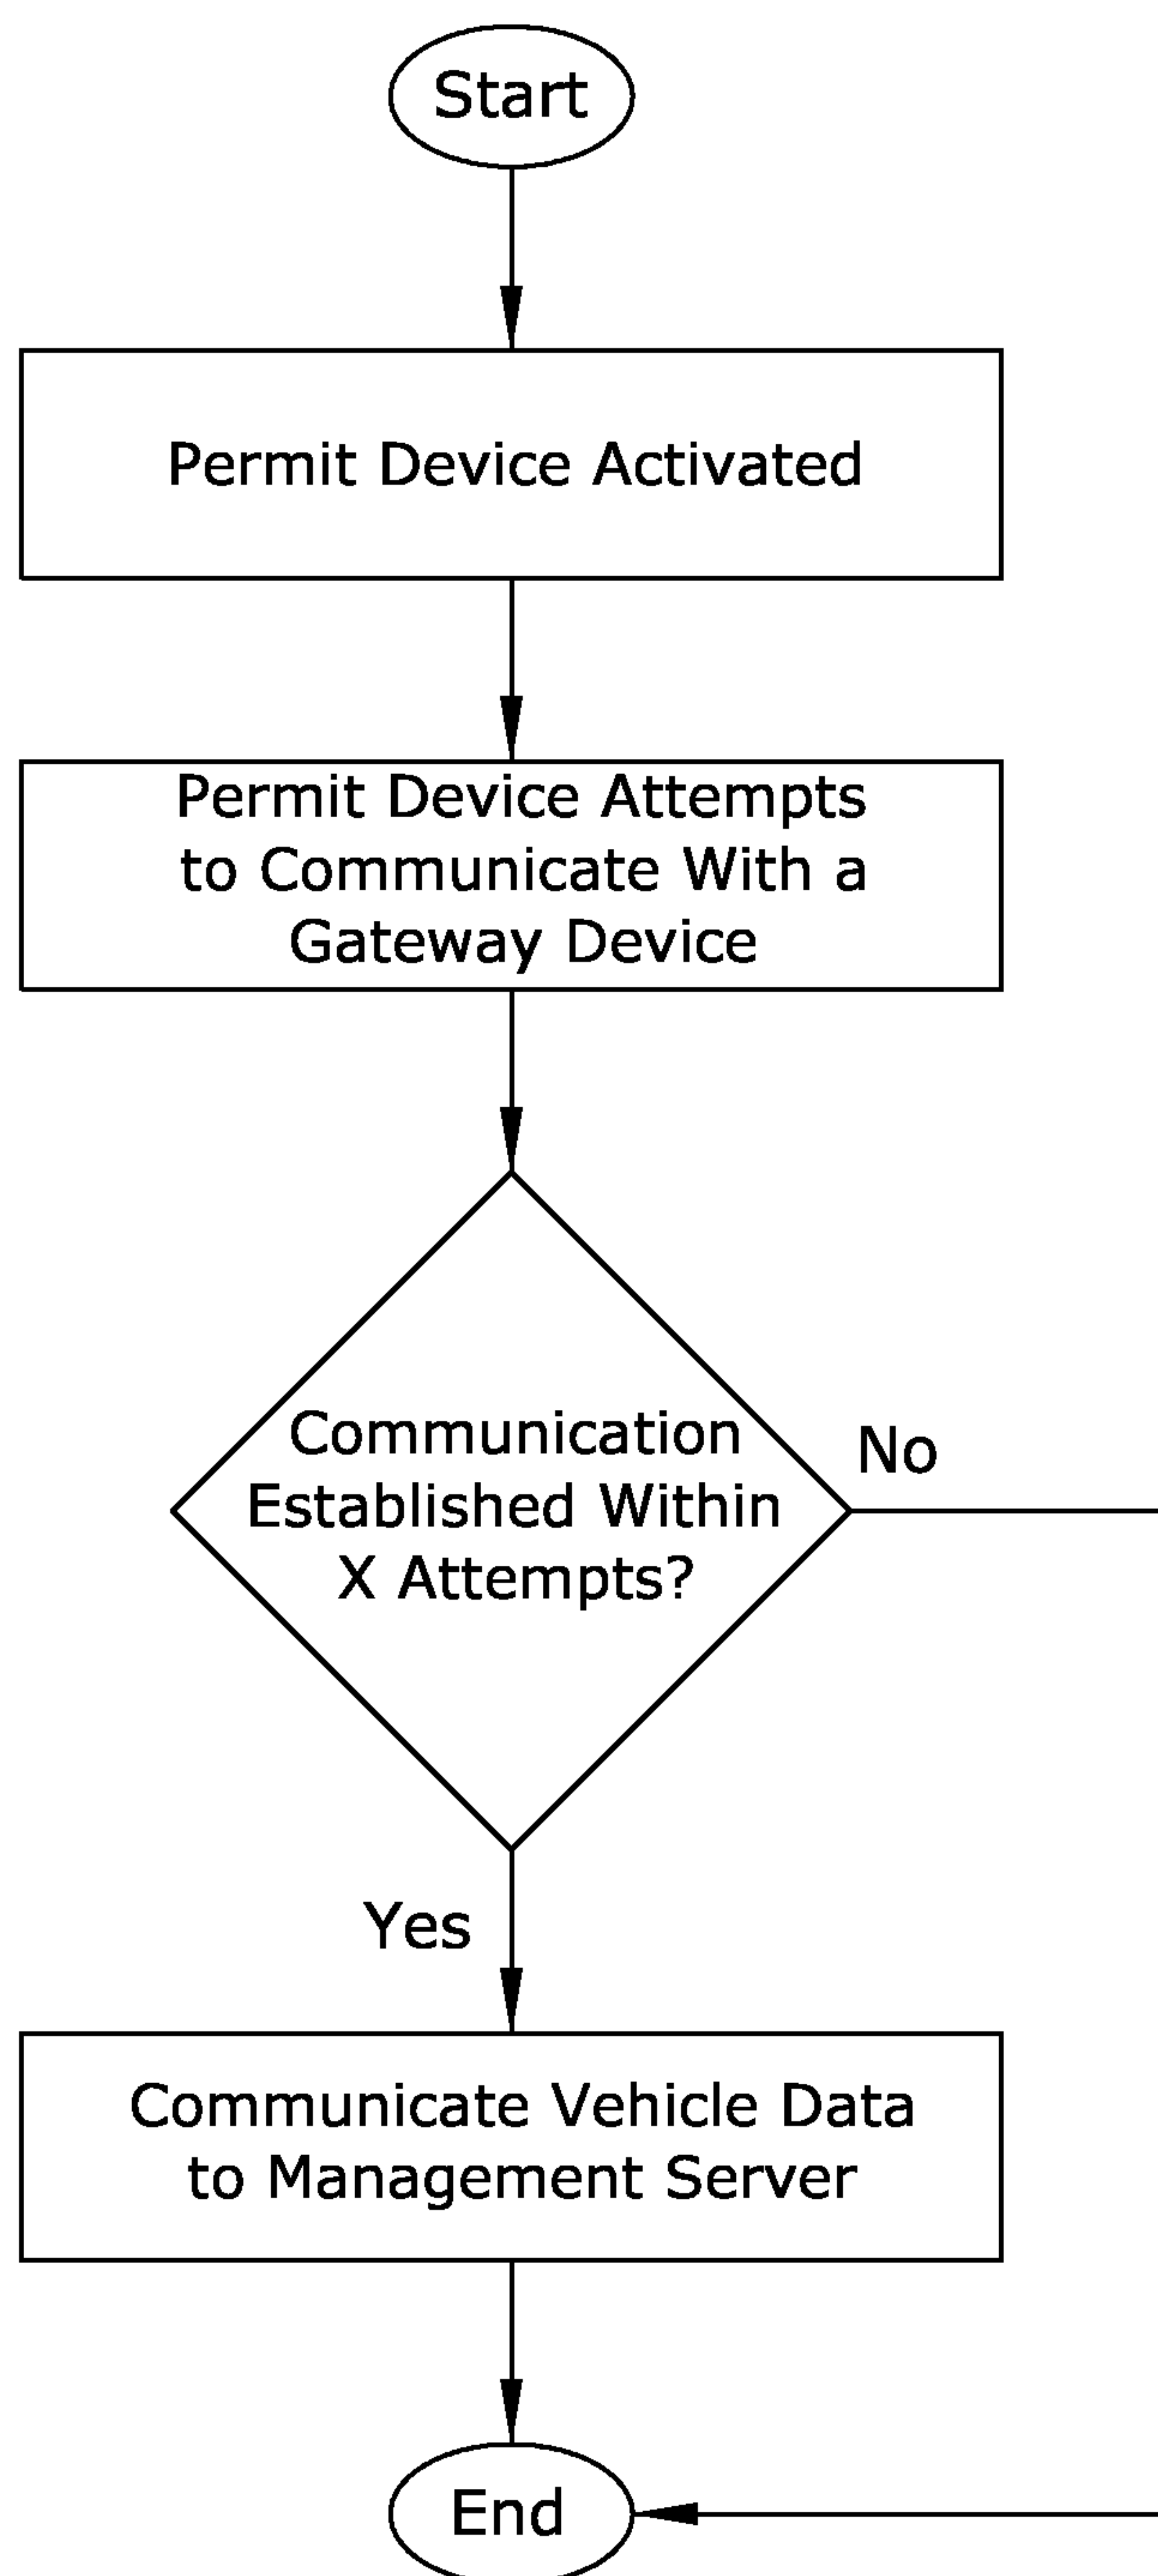 Start
Permit Device Activated
Permit Device Attempts
to Communicate With a
Gateway Device
Communication
Established Within
X Attempts?
No
Yes
Communicate Vehicle Data
to Management Server
End